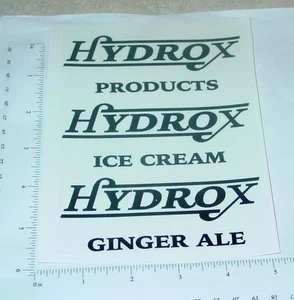 HYDROX
PRODUCTS
HYDROX
ICE CREAM
HYDROX
GINGER ALE